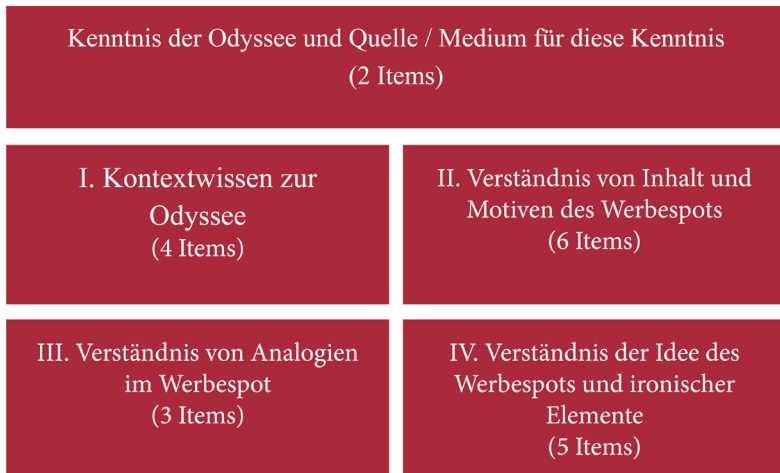 Kenntnis der Odyssee und Quelle / Medium für diese Kenntnis
(2 Items)
I. Kontextwissen zur
Odyssee
(4 Items)
II. Verständnis von Inhalt und
Motiven des Werbespots
(6 Items)
III. Verständnis von Analogien
im Werbespot
(3 Items)
IV. Verständnis der Idee des
Werbespots und ironischer
Elemente
(5 Items)